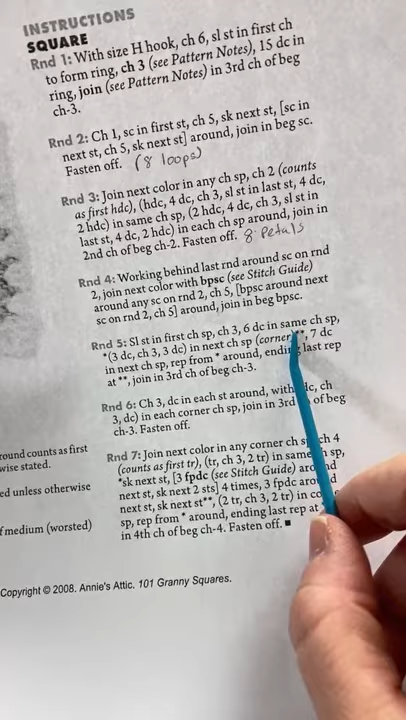 INSTRUCTIONS
SQUARE
Rnd 1: With size H hook, ch 6, sl st in first ch
to form ring, ch 3 (see Pattern Notes), 15 dc in
ring, join (see Pattern Notes) in 3rd ch of beg
ch-3.
Rnd 2: Ch 1, sc in first st, ch 5, sk next st, [sc in
next st, ch 5, sk next st] around, join in beg sc.
Fasten off. (8 loops)
Rnd 3: Join next color in any ch sp, ch 2 (counts
as first hdc), (hdc, 4 dc, ch 3, sl st in last st, 4 dc,
2 hdc) in same ch sp, (2 hdc, 4 dc, ch 3, sl st in
last st, 4 dc, 2 hdc) in each ch sp around, join in
2nd ch of beg ch-2. Fasten off. 8 petals
Rnd 4: Working behind last rnd around sc on rnd
2, join next color with bpsc (see Stitch Guide)
around any sc on rnd 2, ch 5, [bpsc around next
sc on rnd 2, ch 5] around, join in beg bpsc.
Rnd 5: Sl st in first ch sp, ch 3, 6 dc in same ch sp,
*(3 dc, ch 3, 3 dc) in next ch sp (corner)**, 7 dc
in next ch sp, rep from * around, ending last rep
at **, join in 3rd ch of beg ch-3.
Rnd 6: Ch 3, dc in each st around, with dc, ch
3, dc) in each corner ch sp, join in 3rd of beg
ch-3. Fasten off.
Rnd 7: Join next color in any corner ch s ch 4
(counts as first tr), (tr, ch 3, 2 tr) in same sp,
*sk next st, [3 fpdc (see Stitch Guide) around
next st, sk next 2 sts] 4 times, 3 fpdc around
next st, sk next st**, (2 tr, ch 3, 2 tr) in
sp, rep from * around, ending last rep at
in 4th ch of beg ch-4. Fasten off. ■
round counts as first
wise stated.
ed unless otherwise
f medium (worsted)
Copyright © 2008. Annie's Attic. 101 Granny Squares.